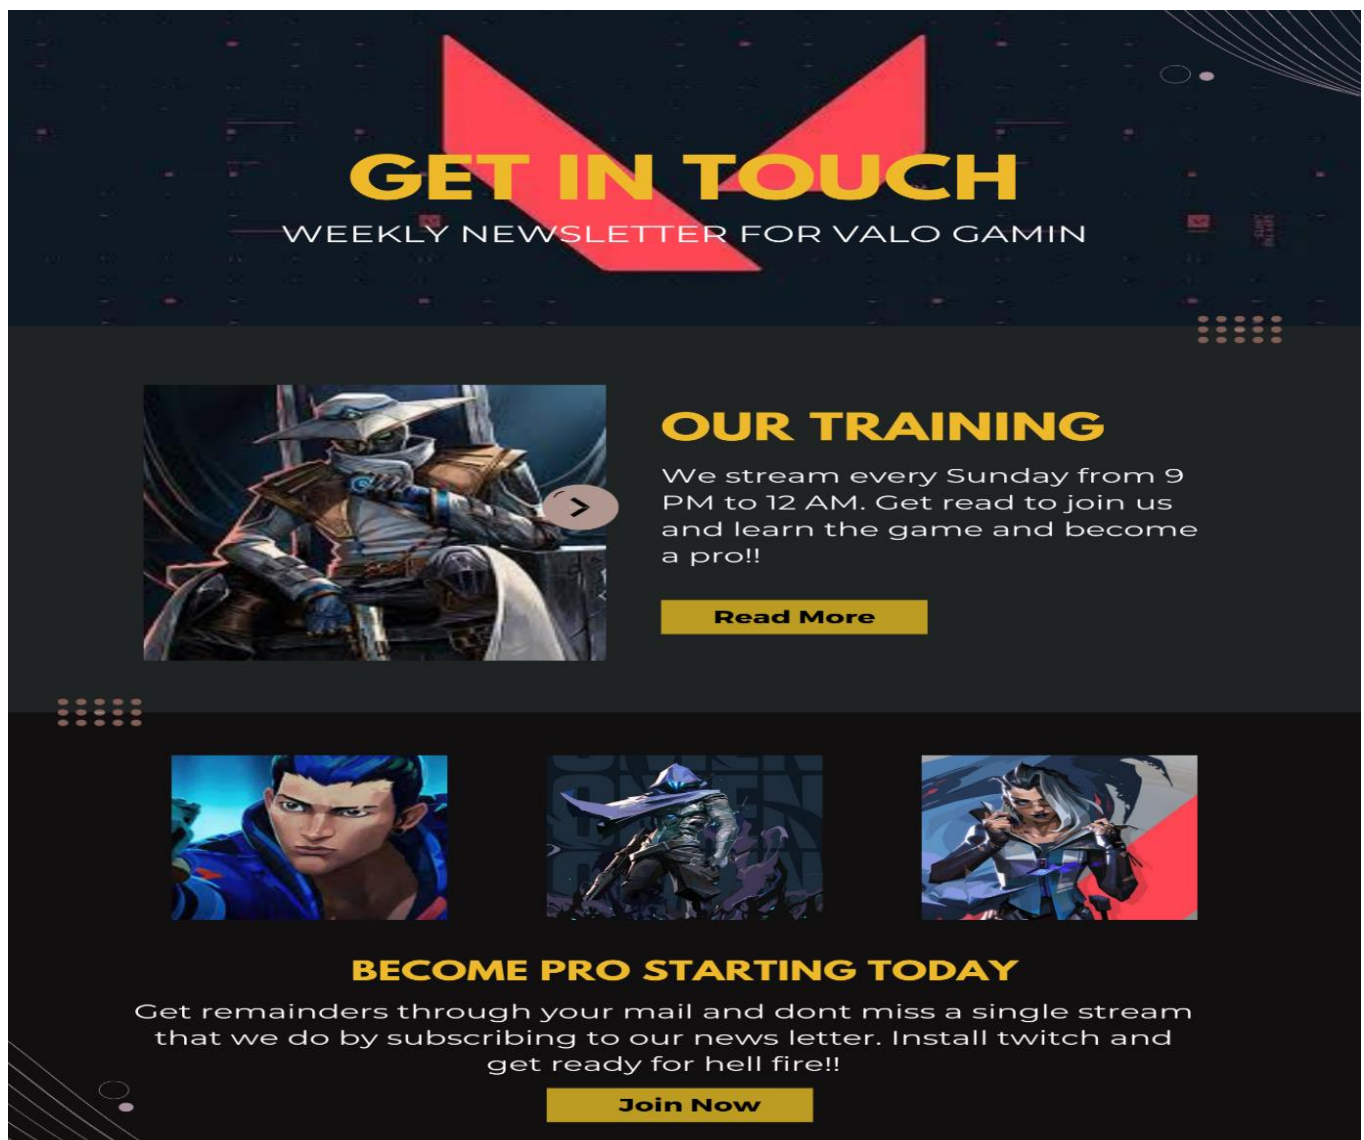 GET IN TOUCH
WEEKLY NEWSLETTER FOR VALO GAMIN
OUR TRAINING
We stream every Sunday from 9
PM to 12 AM. Get read to join us
and learn the game and become
a pro!!
Read More
BECOME PRO STARTING TODAY
Get remainders through your mail and dont miss a single stream
that we do by subscribing to our news letter. Install twitch and
get ready for hell fire!!
Join Now